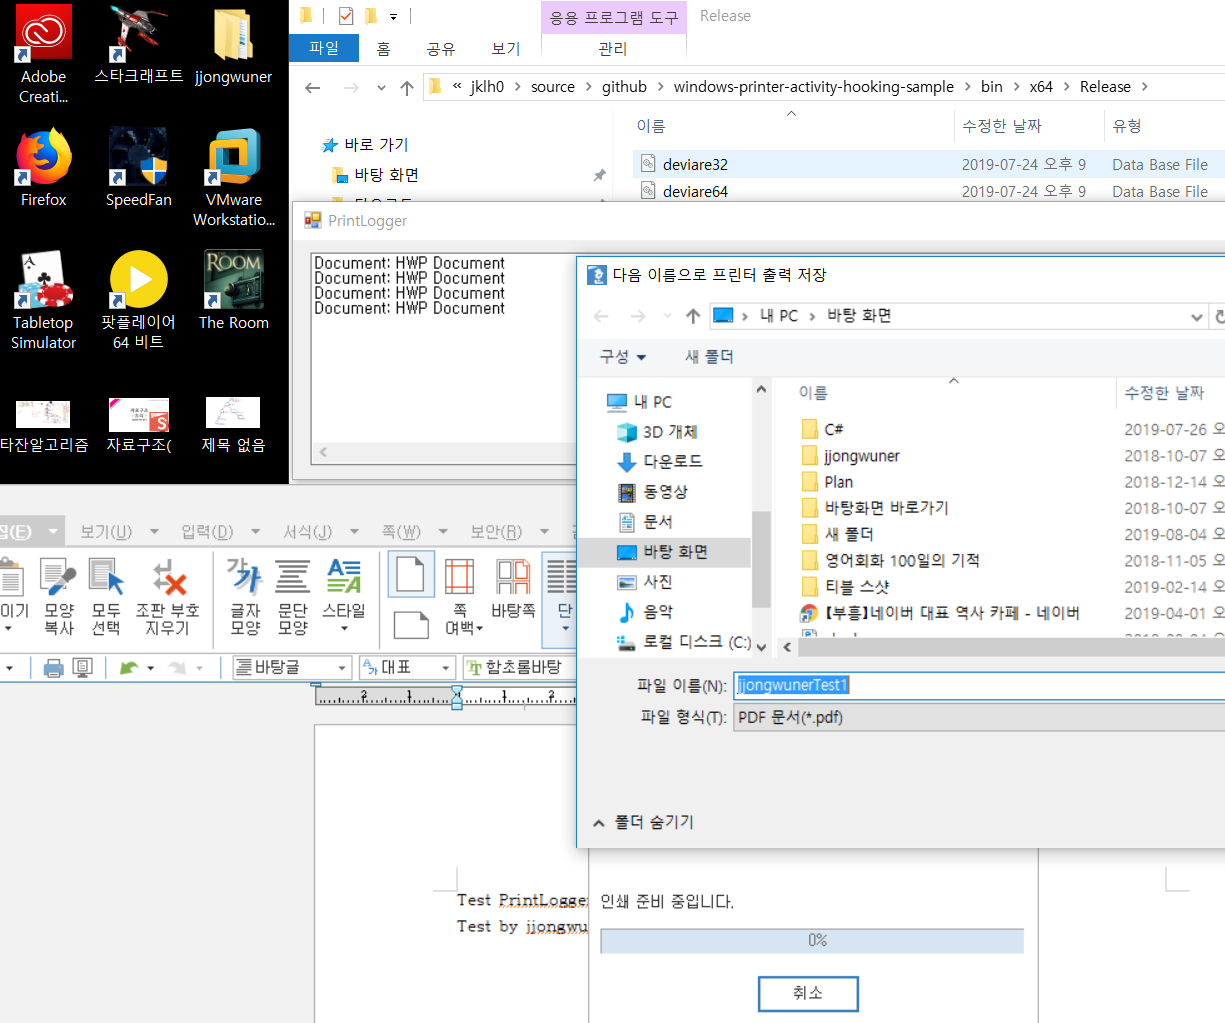 Adobe
Creati...
스타크래프트
jjongwuner
Firefox
SpeedFan
VMware
Workstatio...
Tabletop
Simulator
팟플레이어
64 비트
ROOM
The Room
타잔알고리즘
자료구조(
제목 없음
응용 프로그램 도구
Release
파일
홈
공유
보기
관리
« jklh0 > source > github > windows-printer-activity-hooking-sample > bin > x64 > Release >
바로 가기
바탕 화면
이름
수정한 날짜
유형
deviare32
2019-07-24 오후 9
Data Base File
deviare64
2019-07-24 오후 9
Data Base File
PrintLogger
Document: HWP Document
Document: HWP Document
Document: HWP Document
Document: HWP Document
다음 이름으로 프린터 출력 저장
> 내 PC > 바탕 화면
구성
새 폴더
내 PC
3D 개체
다운로드
동영상
문서
바탕 화면
사진
음악
로컬 디스크 (C:)
이름
수정한 날짜
C#
2019-07-26 오
jjongwuner
2018-10-07 오
Plan
2018-12-14 오
바탕화면 바로가기
2018-10-07 오
새 폴더
2019-08-04 오
영어회화 100일의 기적
2018-11-05 오
티블 스샷
2019-02-14 오
【부흥】네이버 대표 역사 카페 - 네이버
2019-04-01 오
파일 이름(N):
jjongwunerTest1
파일 형식(T):
PDF 문서(*.pdf)
폴더 숨기기
집(E)
보기(U)
입력(D)
서식(J)
쪽(W)
보안(R)
이기
모양
복사
모두
선택
조판 부호
지우기
글자
모양
문단
모양
스타일
쪽
여백
바탕쪽
단
바탕글
대표
함초롬바탕
2 1 1 2
Test PrintLogge
Test by jjongwu
인쇄 준비 중입니다.
0%
취소